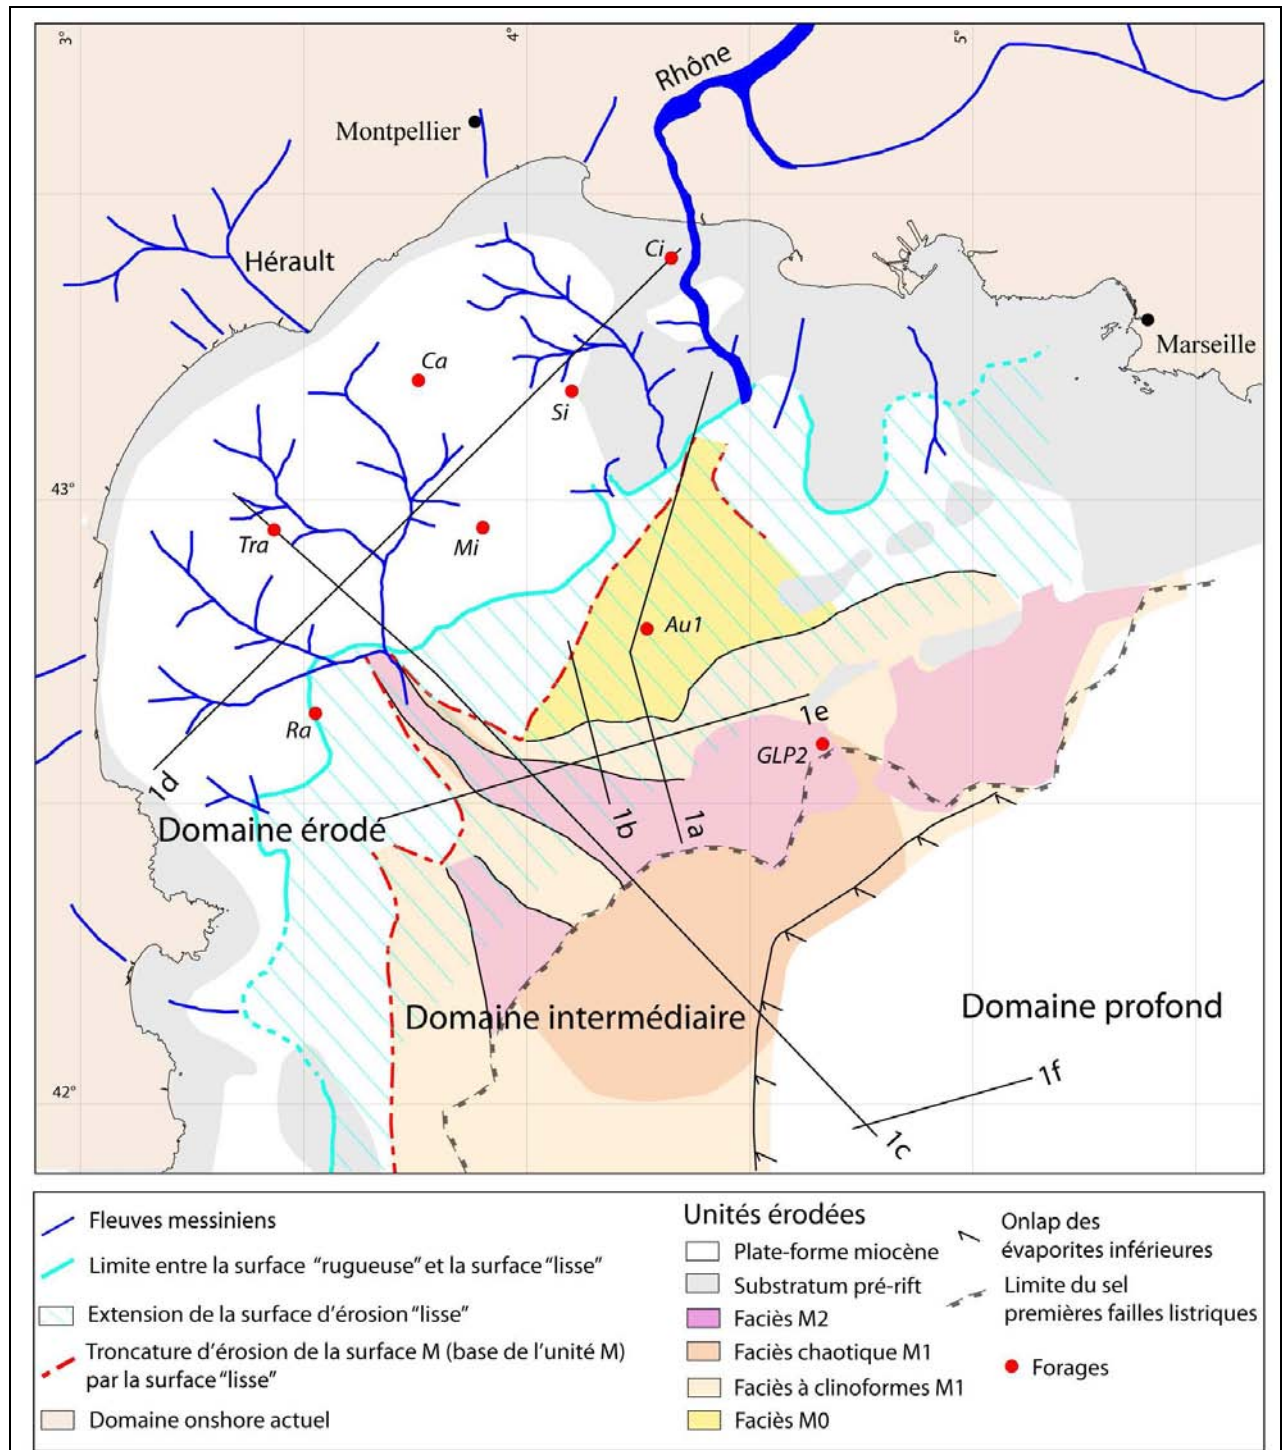 3°
4°
5°
Rhône
Montpellier
Hérault
Ci
Marseille
Ca
Si
43°
Tra
Mi
Au1
Ra
1e
GLP2
1d
1b
1a
Domaine érodé
Domaine intermédiaire
Domaine profond
42°
1f
1c
Fleuves messiniens
Limite entre la surface "rugueuse" et la surface "lisse"
Extension de la surface d'érosion "lisse"
Troncature d'érosion de la surface M (base de l'unité M)
par la surface "lisse"
Domaine onshore actuel
Unités érodées
Plate-forme miocène
Substratum pré-rift
Faciès M2
Faciès chaotique M1
Faciès à clinoformes M1
Faciès M0
Onlap des
évaporites inférieures
Limite du sel
premières failles listriques
Forages